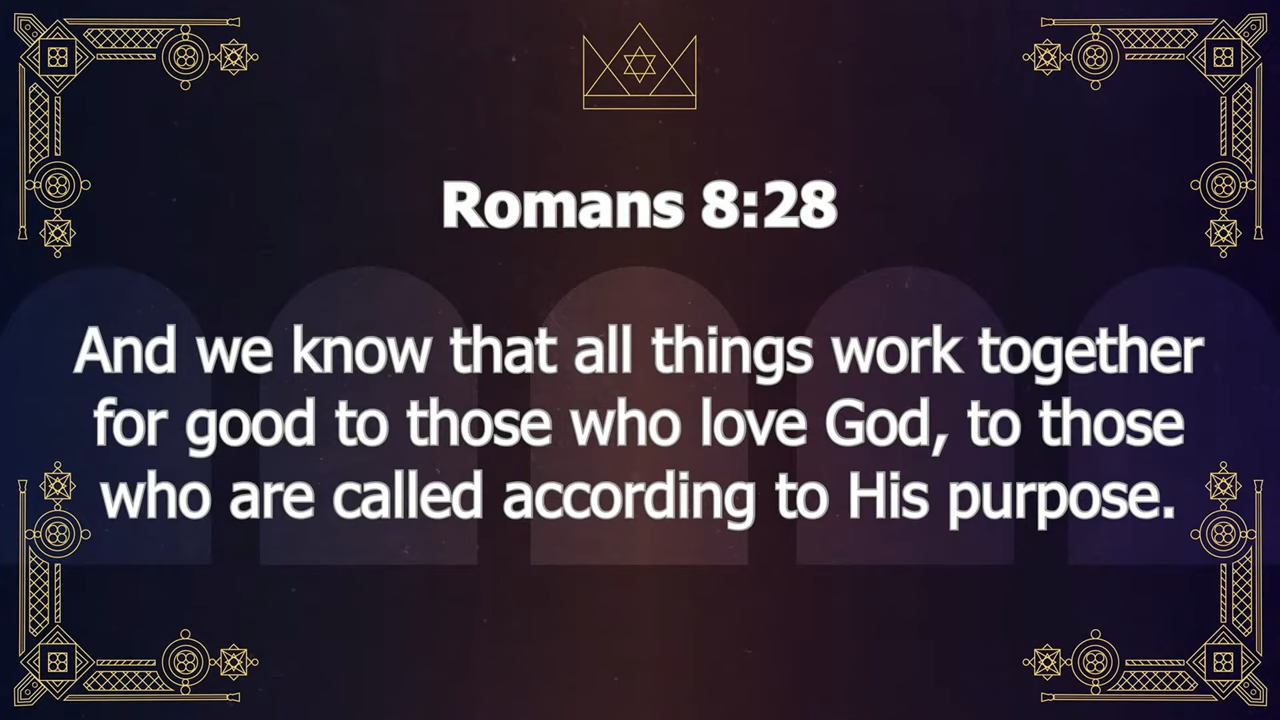 Romans 8:28
And we know that all things work together
for good to those who love God, to those
who are called according to His purpose.